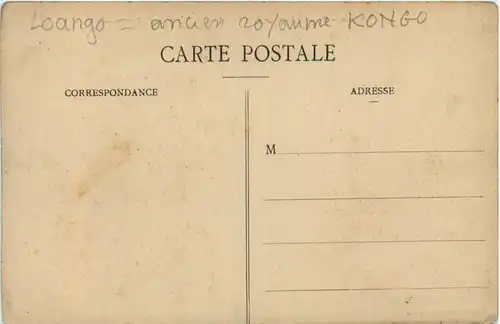 Loango = ancien royaume KONGO
CARTE POSTALE
CORRESPONDANCE
ADRESSE
M